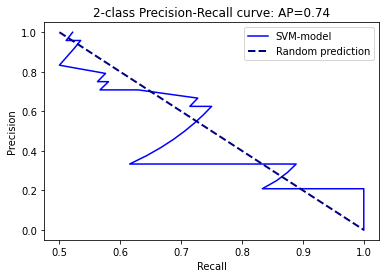 2-class Precision-Recall curve: AP=0.74
SVM-model
Random prediction
Precision
1.0
0.8
0.6
0.4
0.2
0.0
0.5 0.6 0.7 0.8 0.9 1.0
Recall